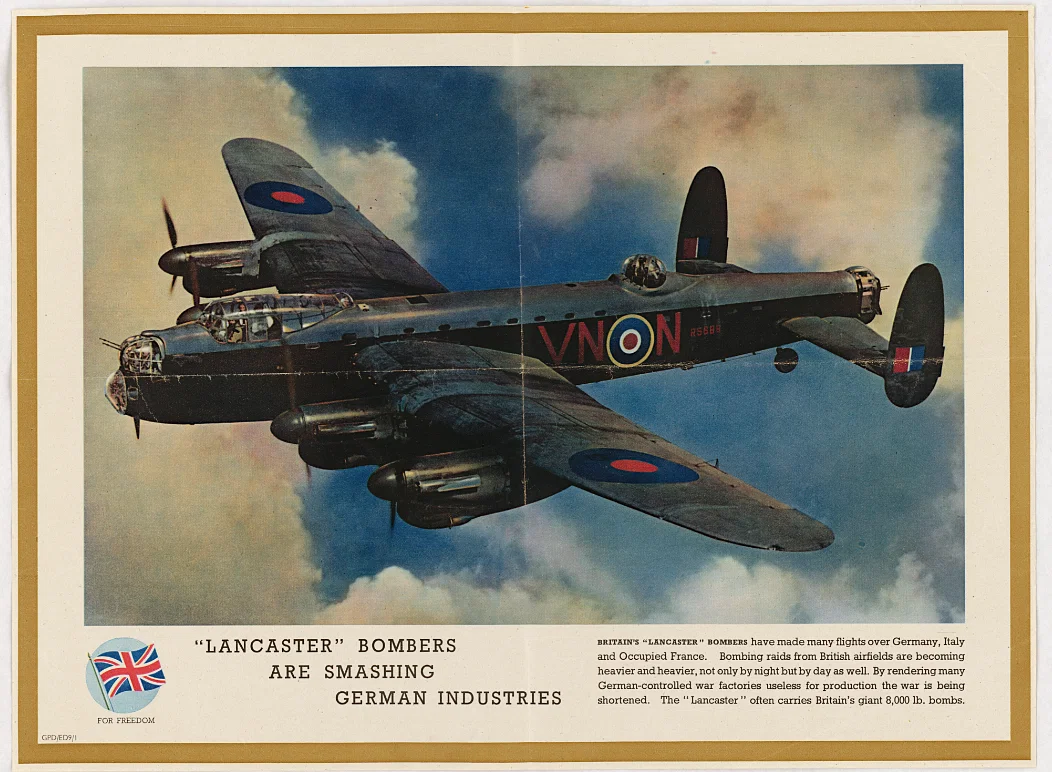 VN N
R5689
"LANCASTER" BOMBERS
ARE SMASHING
GERMAN INDUSTRIES
BRITAIN'S "LANCASTER" BOMBERS have made many flights over Germany, Italy
and Occupied France. Bombing raids from British airfields are becoming
heavier and heavier, not only by night but by day as well. By rendering many
German-controlled war factories useless for production the war is being
shortened. The "Lancaster" often carries Britain's giant 8,000 lb. bombs.
FOR FREEDOM
GPD/ED9/1